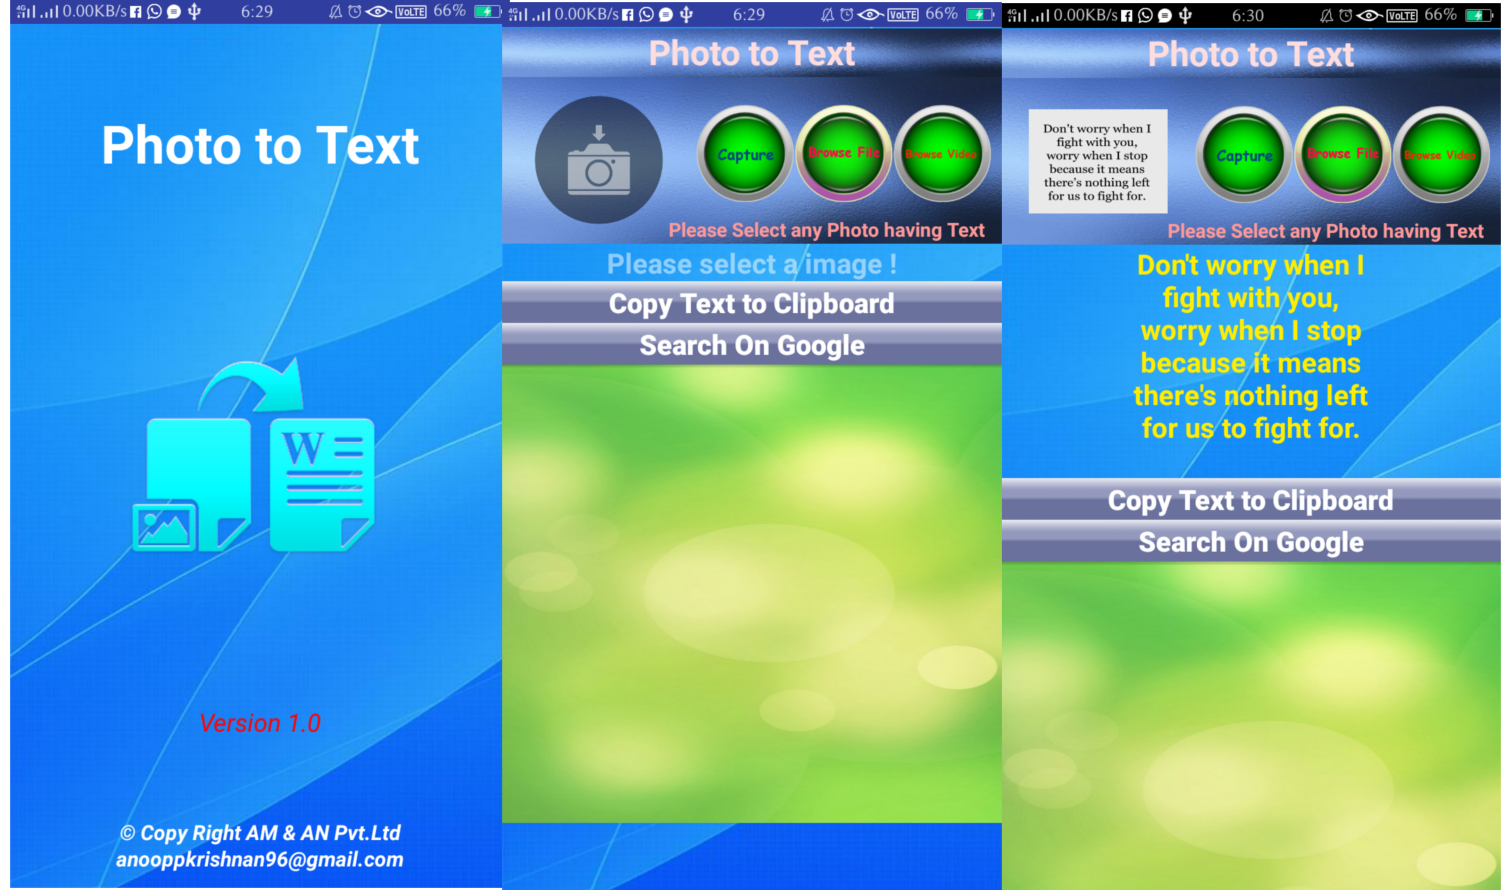 4G 0.00KB/s 6:29 VoLTE 66%
Photo to Text
W
Version 1.0
© Copy Right AM & AN Pvt.Ltd
anooppkrishnan96@gmail.com
4G 0.00KB/s 6:29 VoLTE 66%
Photo to Text
Capture Browse File Browse Video
Please Select any Photo having Text
Please select a image !
Copy Text to Clipboard
Search On Google
4G 0.00KB/s 6:30 VoLTE 66%
Photo to Text
Don't worry when I
fight with you,
worry when I stop
because it means
there's nothing left
for us to fight for.
Capture Browse File Browse Video
Please Select any Photo having Text
Don't worry when I
fight with you,
worry when I stop
because it means
there's nothing left
for us to fight for.
Copy Text to Clipboard
Search On Google